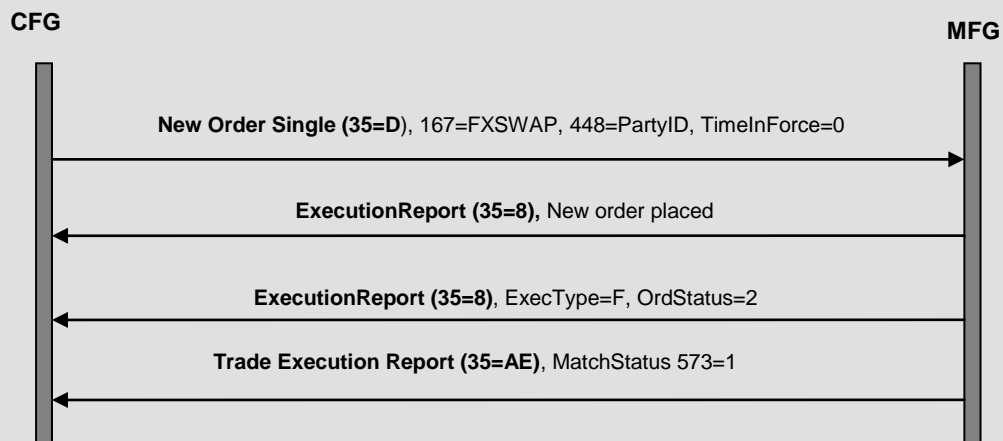 CFG
MFG
New Order Single (35=D), 167=FXSWAP, 448=PartyID, TimeInForce=0
ExecutionReport (35=8), New order placed
ExecutionReport (35=8), ExecType=F, OrdStatus=2
Trade Execution Report (35=AE), MatchStatus 573=1